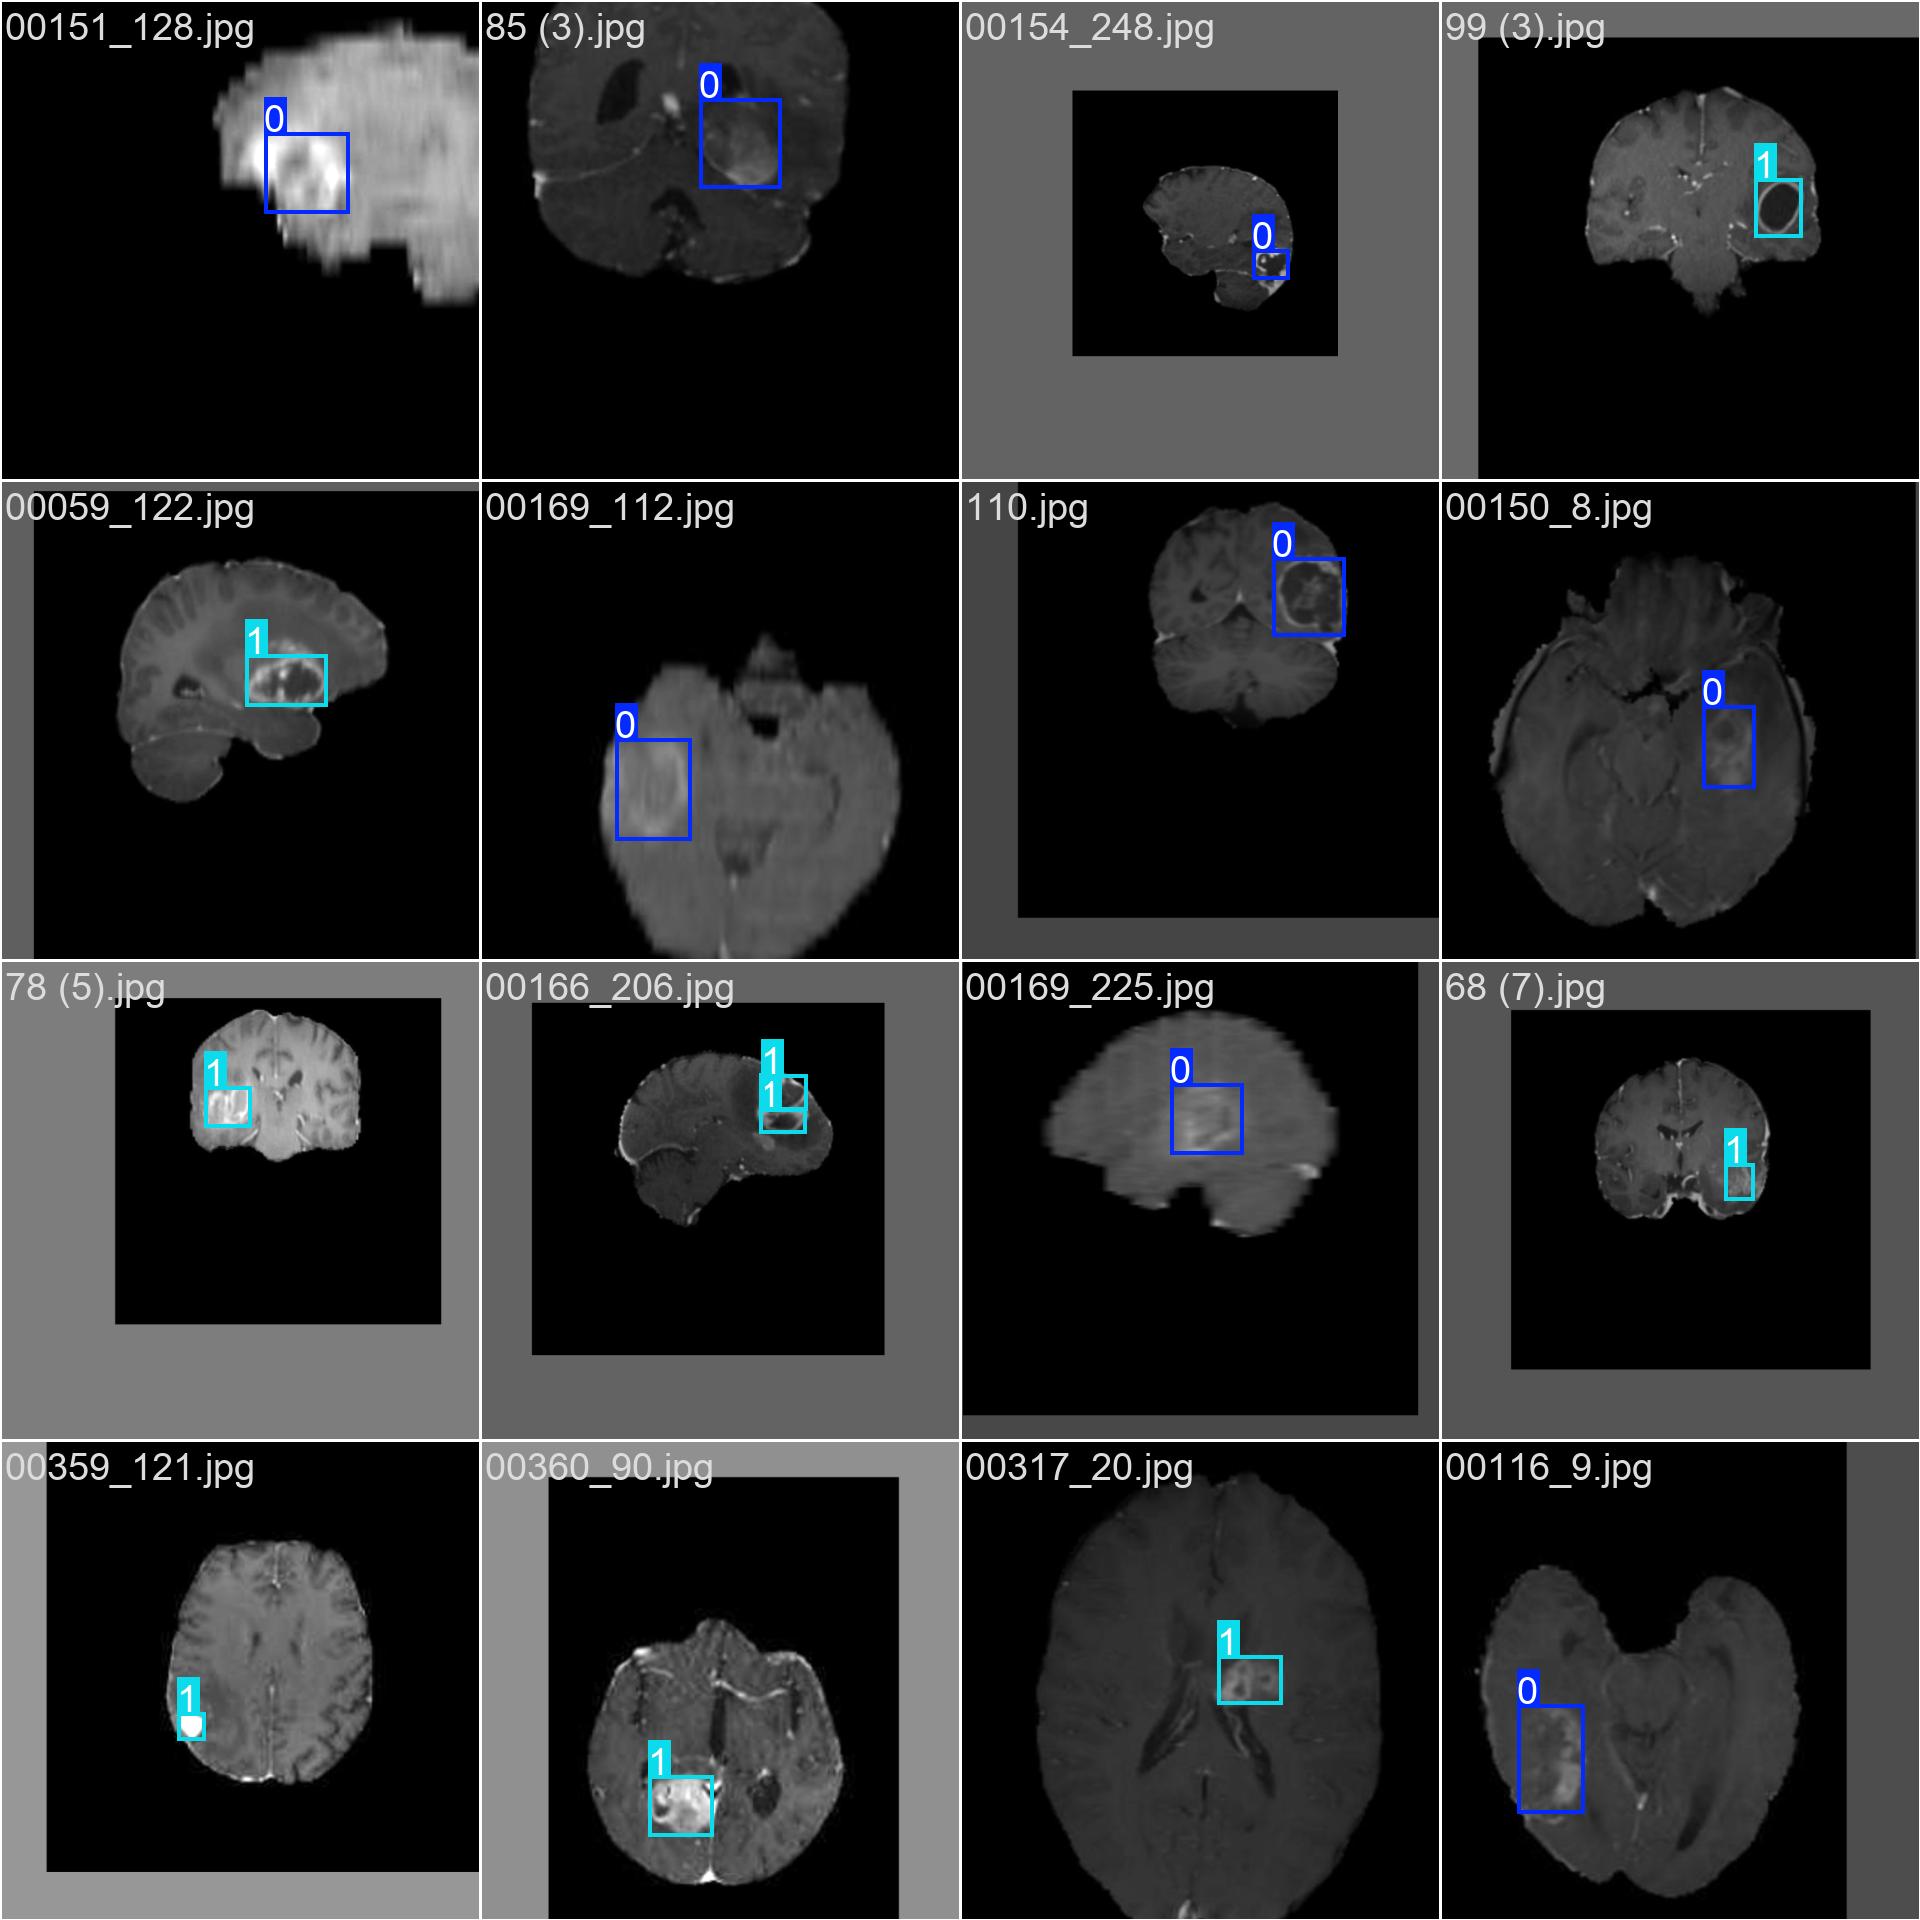 00151_128.jpg
85 (3).jpg
00154_248.jpg
99 (3).jpg
0
0
0
1
00059_122.jpg
00169_112.jpg
110.jpg
00150_8.jpg
1
0
0
0
78 (5).jpg
00166_206.jpg
00169_225.jpg
68 (7).jpg
1
1
1
0
1
00359_121.jpg
00360_90.jpg
00317_20.jpg
00116_9.jpg
1
1
1
0